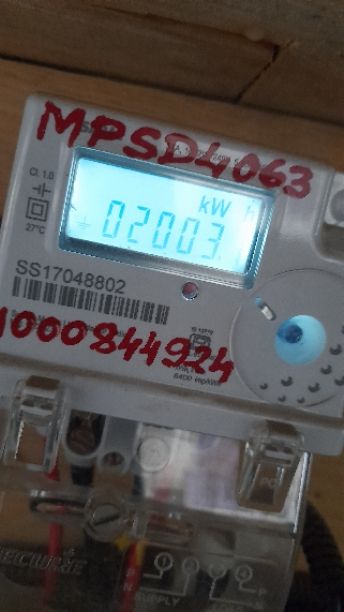 MPSD4063
Cl. 1.0
kW h
02003
27°C
SS17048802
1000844924
6400 imp/kWh
SUPPLY